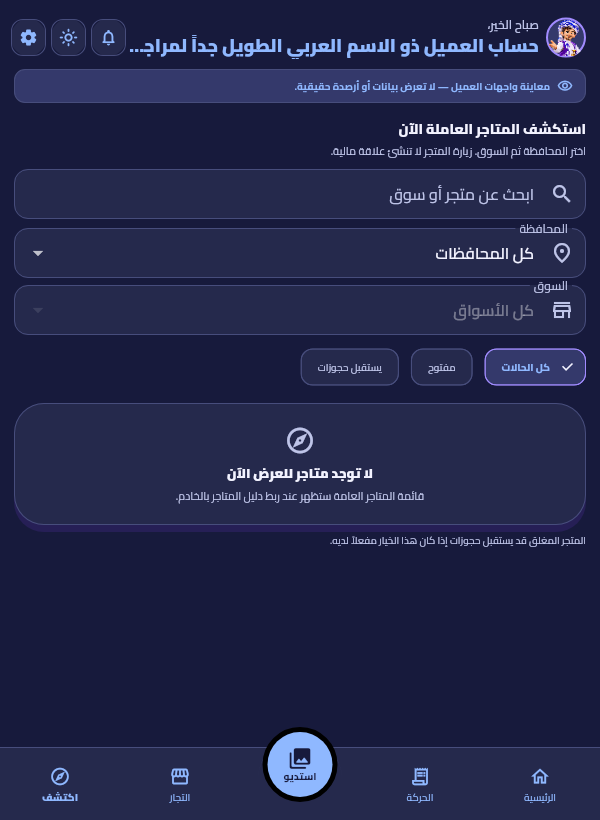 صباح الخير،
حساب العميل ذو الاسم العربي الطويل جداً لمراجـ...
معاينة واجهات العميل — لا تعرض بيانات أو أرصدة حقيقية.
استكشف المتاجر العاملة الآن
اختر المحافظة ثم السوق. زيارة المتجر لا تنشئ علاقة مالية.
ابحث عن متجر أو سوق
المحافظة
كل المحافظات
السوق
كل الأسواق
كل الحالات
مفتوح
يستقبل حجوزات
لا توجد متاجر للعرض الآن
قائمة المتاجر العامة ستظهر عند ربط دليل المتاجر بالخادم.
المتجر المغلق قد يستقبل حجوزات إذا كان هذا الخيار مفعلاً لديه.
الرئيسية
الحركة
استديو
التجار
اكتشف